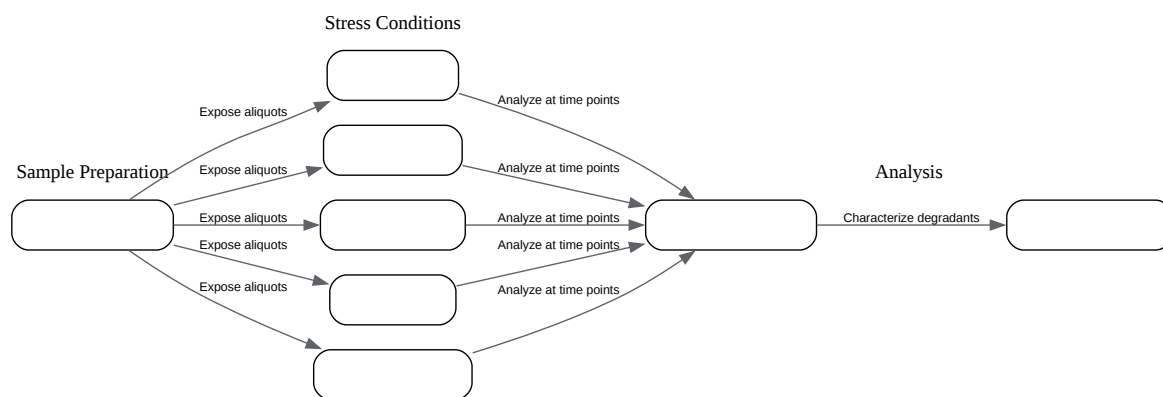 Stress Conditions
Expose aliquots
Analyze at time points
Sample Preparation
Expose aliquots
Analyze at time points
Analysis
Expose aliquots
Analyze at time points
Characterize degradants
Expose aliquots
Analyze at time points
Expose aliquots
Analyze at time points